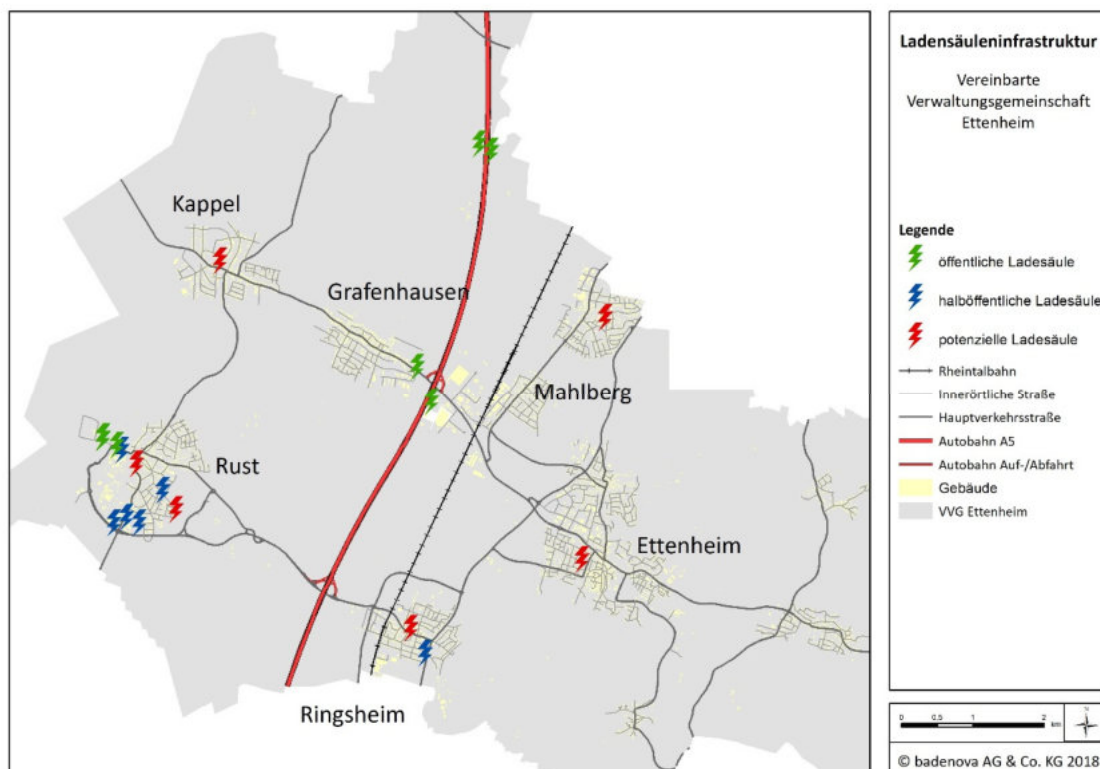 Kappel
Grafenhausen
Mahlberg
Rust
Ettenheim
Ringsheim
Ladensäuleninfrastruktur
Vereinbarte
Verwaltungsgemeinschaft
Ettenheim
Legende
öffentliche Ladesäule
halböffentliche Ladesäule
potenzielle Ladesäule
Rheintalbahn
Innerörtliche Straße
Hauptverkehrsstraße
Autobahn A5
Autobahn Auf-/Abfahrt
Gebäude
VVG Ettenheim
0 0,5 1 2
km
N
© badenova AG & Co. KG 2018